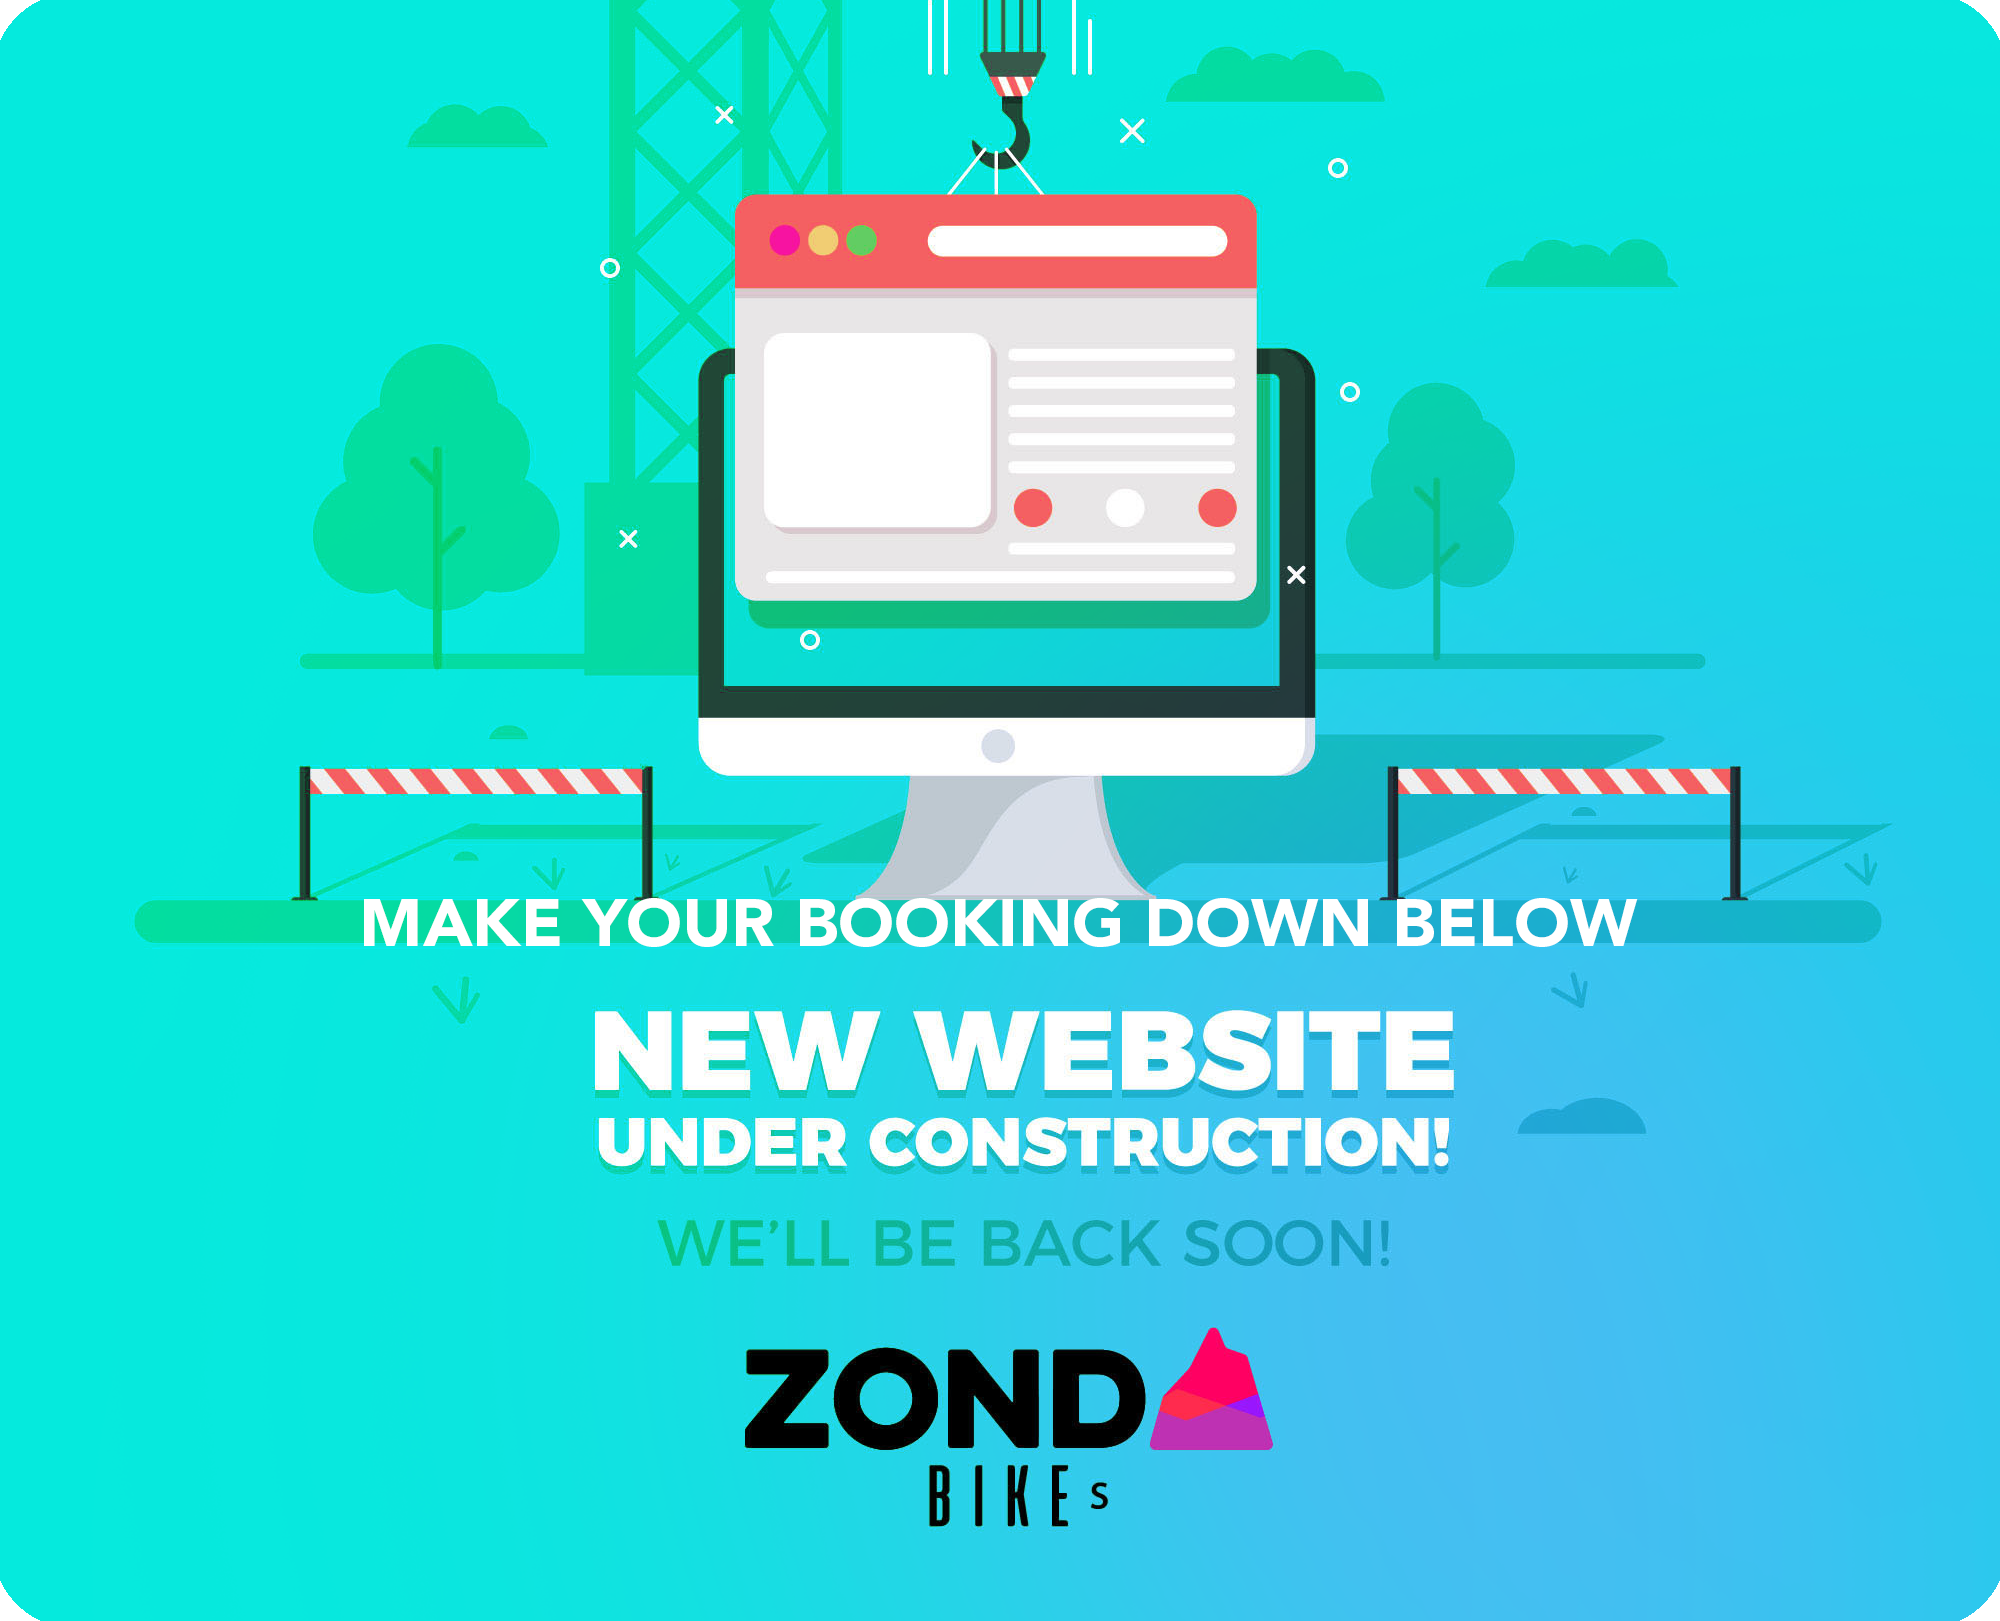 MAKE YOUR BOOKING DOWN BELOW
NEW WEBSITE
UNDER CONSTRUCTION!
WE'LL BE BACK SOON!
ZONDA
BIKEs